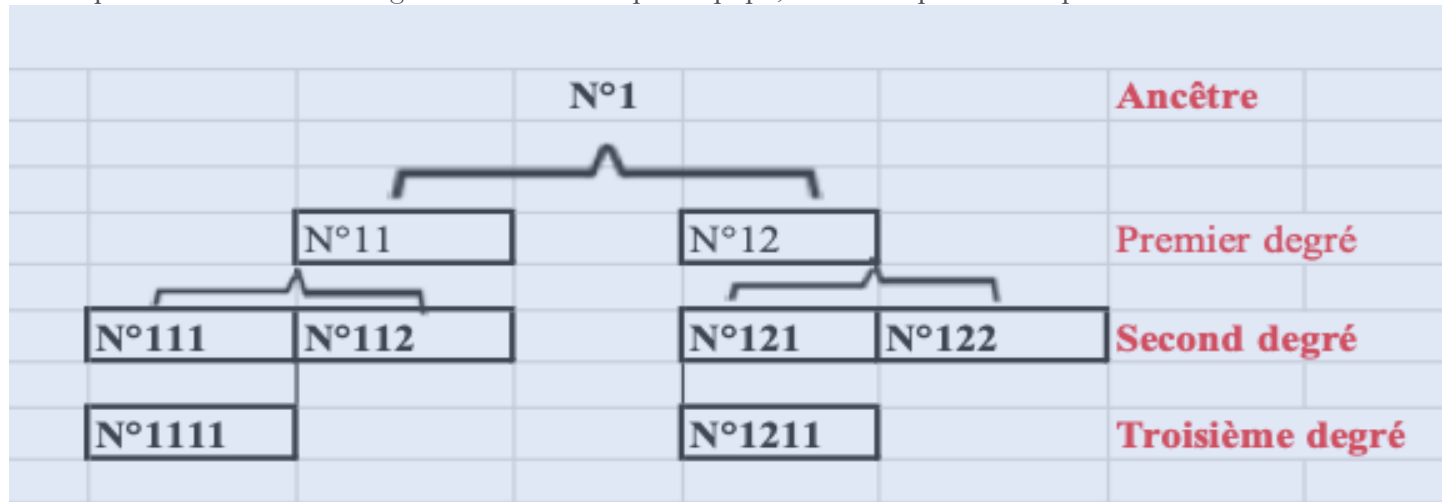 N°1 Ancêtre
N°11 N°12 Premier degré
N°111 N°112 N°121 N°122 Second degré
N°1111 N°1211 Troisième degré